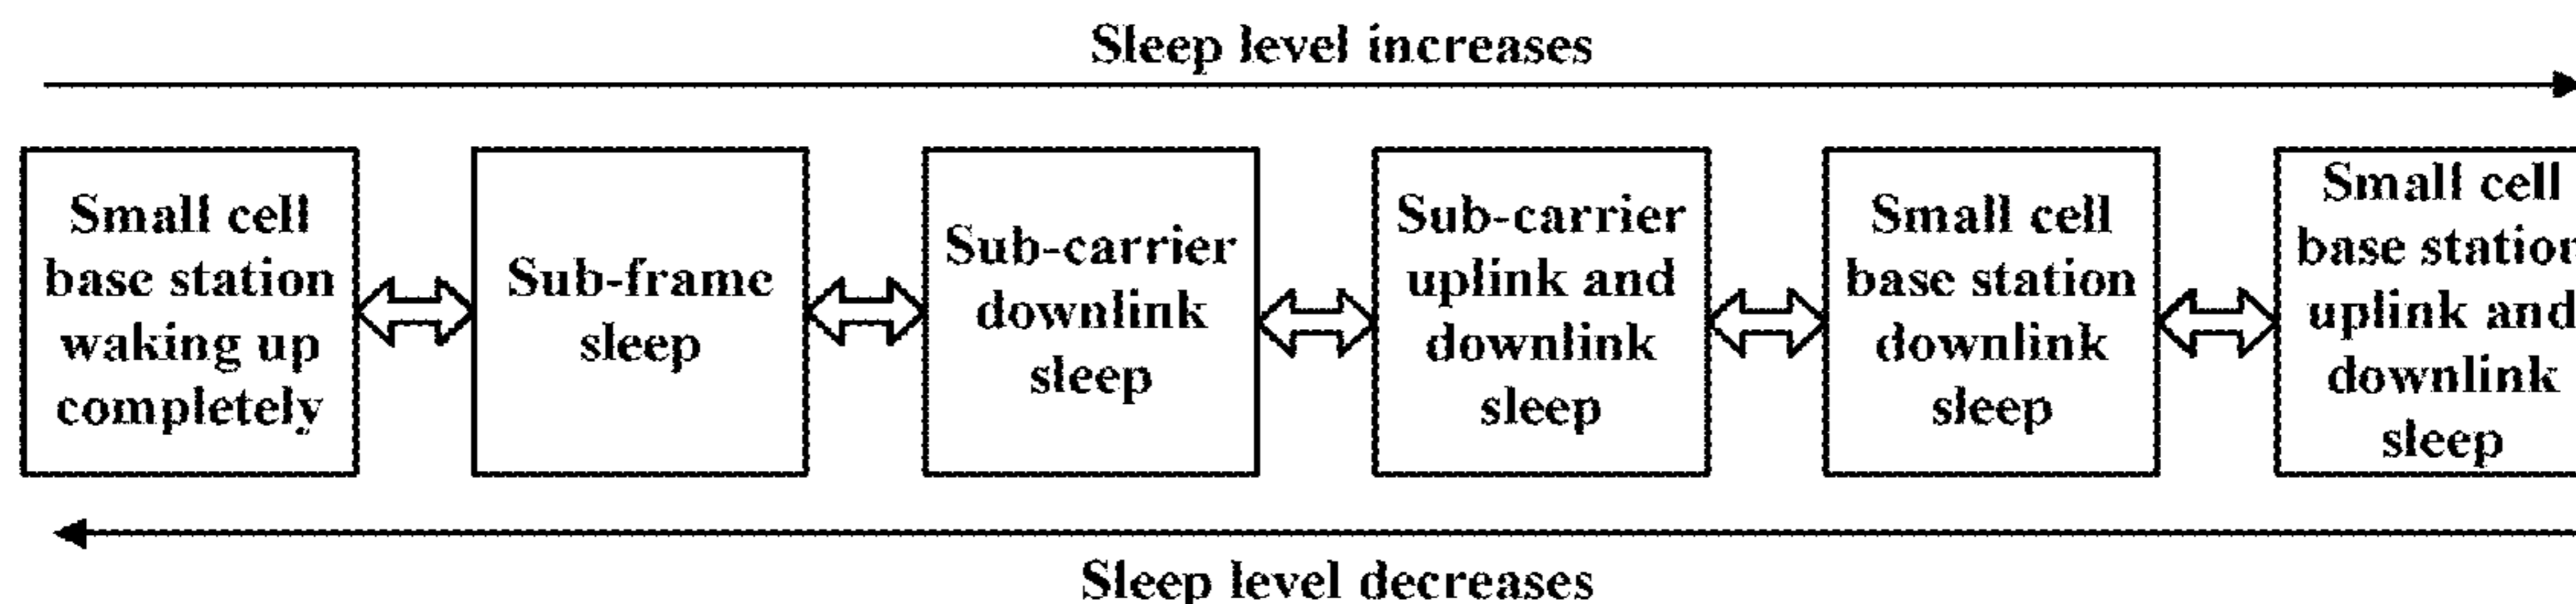 Sleep level increases
Small cell
base station
waking up
completely
Sub-frame
sleep
Sub-carrier
downlink
sleep
Sub-carrier
uplink and
downlink
sleep
Small cell
base station
downlink
sleep
Small cell
base station
uplink and
downlink
sleep
Sleep level decreases